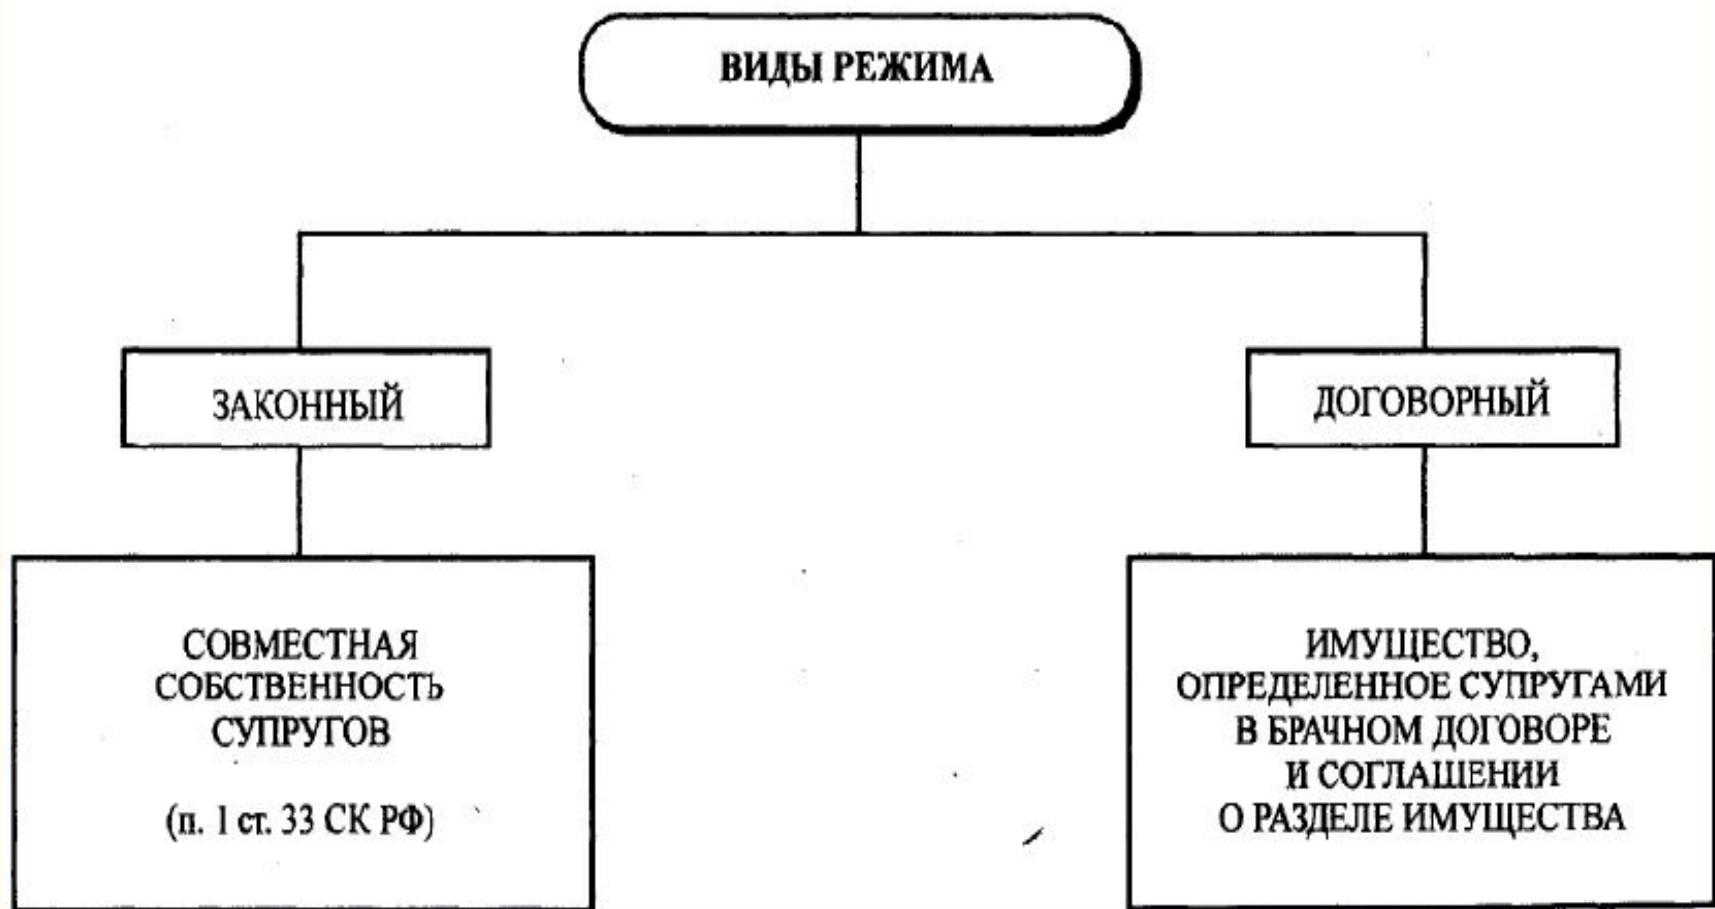 ВИДЫ РЕЖИМА
ЗАКОННЫЙ
ДОГОВОРНЫЙ
СОВМЕСТНАЯ
СОБСТВЕННОСТЬ
СУПРУГОВ
(п. 1 ст. 33 СК РФ)
ИМУЩЕСТВО,
ОПРЕДЕЛЕННОЕ СУПРУГАМИ
В БРАЧНОМ ДОГОВОРЕ
И СОГЛАШЕНИИ
О РАЗДЕЛЕ ИМУЩЕСТВА